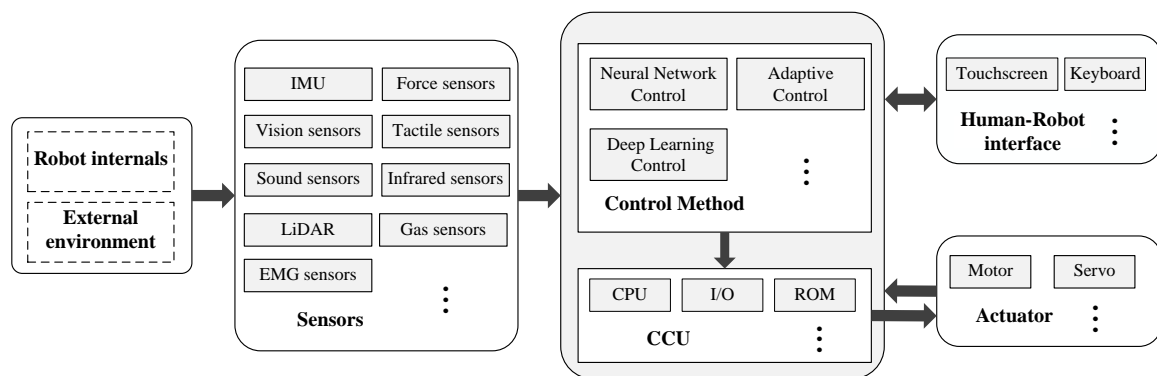 Robot internals
External
environment
IMU
Force sensors
Vision sensors
Tactile sensors
Sound sensors
Infrared sensors
LiDAR
Gas sensors
EMG sensors
Sensors
Neural Network
Control
Adaptive
Control
Deep Learning
Control
Control Method
CPU
I/O
ROM
CCU
Touchscreen
Keyboard
Human-Robot
interface
Motor
Servo
Actuator